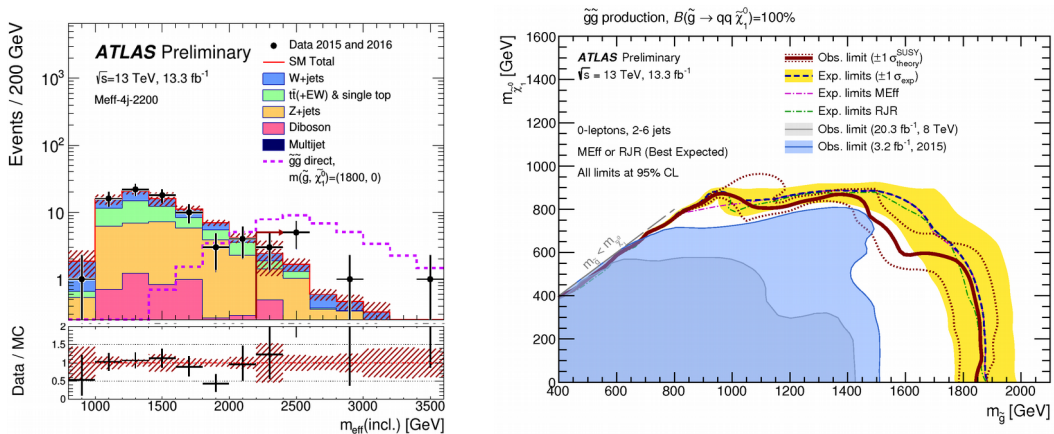 ATLAS Preliminary
√s=13 TeV, 13.3 fb⁻¹
Meff-4j-2200
Data 2015 and 2016
SM Total
W+jets
tt̄(+EW) & single top
Z+jets
Diboson
Multijet
g̃g̃ direct,
m(g̃, χ̃⁰₁)=(1800, 0)
Events / 200 GeV
10³
10²
10
1
Data / MC
2
1.5
1
0.5
0
1000 1500 2000 2500 3000 3500
m_eff(incl.) [GeV]
g̃g̃ production, B(g̃ → qq χ̃⁰₁)=100%
ATLAS Preliminary
√s = 13 TeV, 13.3 fb⁻¹
0-leptons, 2-6 jets
MEff or RJR (Best Expected)
All limits at 95% CL
Obs. limit (±1 σ^SUSY_theory)
Exp. limits (±1 σ_exp)
Exp. limits MEff
Exp. limits RJR
Obs. limit (20.3 fb⁻¹, 8 TeV)
Obs. limit (3.2 fb⁻¹, 2015)
m_g̃ < m_χ̃⁰₁
m_χ̃⁰₁ [GeV]
1600
1400
1200
1000
800
600
400
200
0
400 600 800 1000 1200 1400 1600 1800 2000
m_g̃ [GeV]